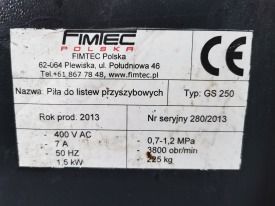 FIMTEC
POLSKA
FIMTEC Polska
62-064 Plewiska, ul. Południowa 46
Tel.+61 867 78 48, www.fimtec.pl
CE
Nazwa: Piła do listew przyszybowych
Typ: GS 250
Rok prod. 2013
Nr seryjny 280/2013
400 V AC
7 A
50 HZ
1,5 kW
0,7-1,2 MPa
3800 obr/min
225 kg